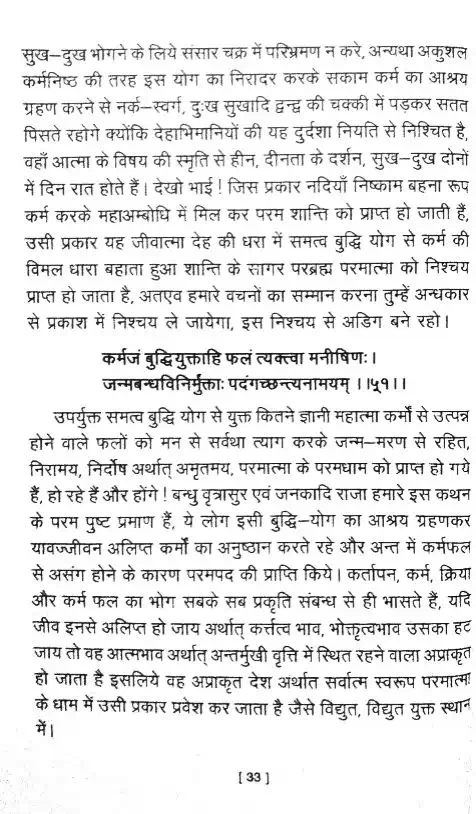 सुख–दुख भोगने के लिये संसार चक्र में परिभ्रमण न करे, अन्यथा अकुशल
कर्मनिष्ठ की तरह इस योग का निरादर करके सकाम कर्म का आश्रय
ग्रहण करने से नर्क–स्वर्ग, दुःख सुखादि द्वन्द्व की चक्की में पड़कर सतत
पिसते रहोगे क्योंकि देहाभिमानियों की यह दुर्दशा नियति से निश्चित है,
वहाँ आत्मा के विषय की स्मृति से हीन, दीनता के दर्शन, सुख–दुख दोनों
में दिन रात होते हैं। देखो भाई ! जिस प्रकार नदियाँ निष्काम बहना रूप
कर्म करके महाअम्बोधि में मिल कर परम शान्ति को प्राप्त हो जाती हैं,
उसी प्रकार यह जीवात्मा देह की धरा में समत्व बुद्धि योग से कर्म की
विमल धारा बहाता हुआ शान्ति के सागर परब्रह्म परमात्मा को निश्चय
प्राप्त हो जाता है, अतएव हमारे वचनों का सम्मान करना तुम्हें अन्धकार
से प्रकाश में निश्चय ले जायेगा, इस निश्चय से अडिग बने रहो।
कर्मजं बुद्धियुक्ताहि फलं त्यक्त्वा मनीषिणः।
जन्मबन्धविनिर्मुक्ताः पदंगच्छन्त्यनामयम् ।।५१।।
उपर्युक्त समत्व बुद्धि योग से युक्त कितने ज्ञानी महात्मा कर्मों से उत्पन्न
होने वाले फलों को मन से सर्वथा त्याग करके जन्म–मरण से रहित,
निरामय, निर्दोष अर्थात् अमृतमय, परमात्मा के परमधाम को प्राप्त हो गये
हैं, हो रहे हैं और होंगे ! बन्धु वृत्रासुर एवं जनकादि राजा हमारे इस कथन
के परम पुष्ट प्रमाण हैं, ये लोग इसी बुद्धि–योग का आश्रय ग्रहणकर
यावज्जीवन अलिप्त कर्मों का अनुष्ठान करते रहे और अन्त में कर्मफल
से असंग होने के कारण परमपद की प्राप्ति किये। कर्तापन, कर्म, क्रिया
और कर्म फल का भोग सबके सब प्रकृति संबन्ध से ही भासते हैं, यदि
जीव इनसे अलिप्त हो जाय अर्थात् कर्त्तत्व भाव, भोक्तृत्वभाव उसका हट
जाय तो वह आत्मभाव अर्थात् अन्तर्मुखी वृत्ति में स्थित रहने वाला अप्राकृत
हो जाता है इसलिये वह अप्राकृत देश अर्थात सर्वात्म स्वरूप परमात्मा
के धाम में उसी प्रकार प्रवेश कर जाता है जैसे विद्युत, विद्युत युक्त स्थान
में।
[ 33 ]